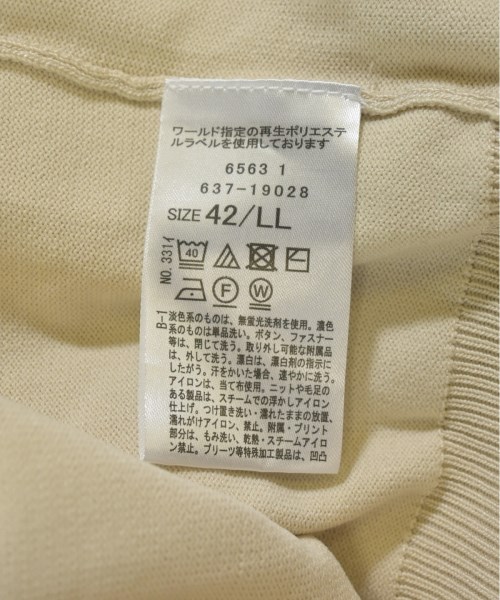 ワールド指定の再生ポリエステ
ルラベルを使用しております
6563 1
637-19028
SIZE 42/LL
NO. 3314
40
F W
B-1
淡色系のものは、無蛍光洗剤を使用。濃色
系のものは単品洗い。ボタン、ファスナー
等は、閉じて洗う。取り外し可能な附属品
は、外して洗う。漂白は、漂白剤の指示に
したがう。汗をかいた場合、速やかに洗う。
アイロンは、当て布使用。ニットや毛足の
ある製品は、スチームでの浮かしアイロン
仕上げ。つけ置き洗い・濡れたままの放置、
濡れがけアイロン、禁止。附属・プリント
部分は、もみ洗い、乾熱・スチームアイロ
ン禁止。プリーツ等特殊加工製品は、凹凸